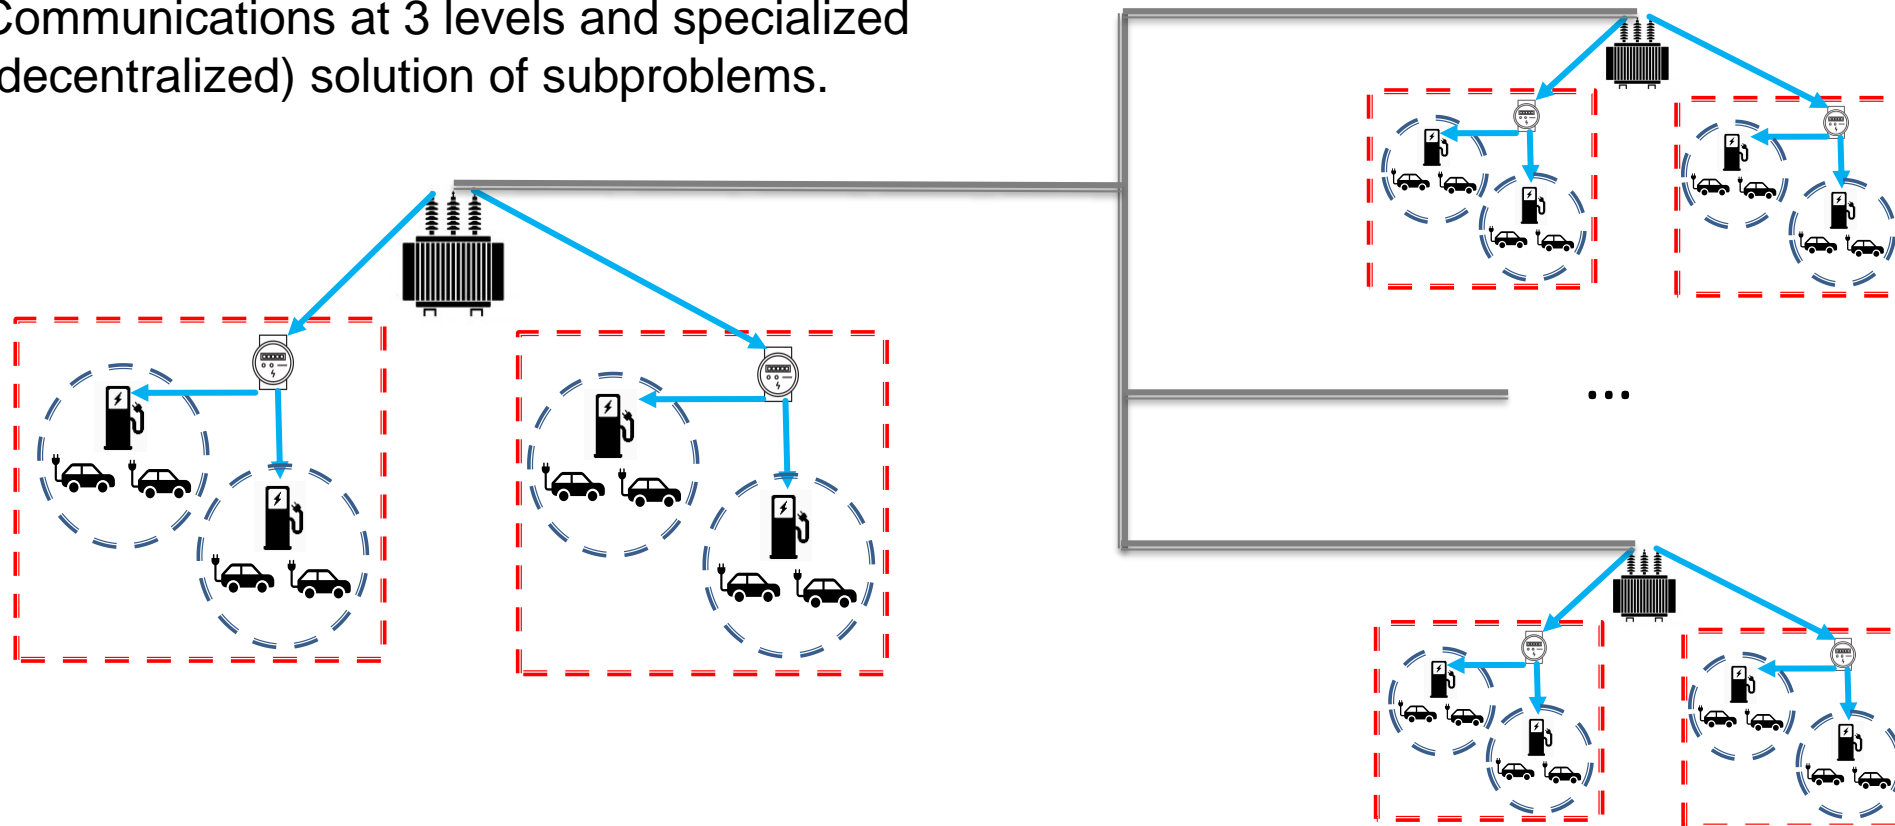 Communications at 3 levels and specialized
decentralized) solution of subproblems.
...